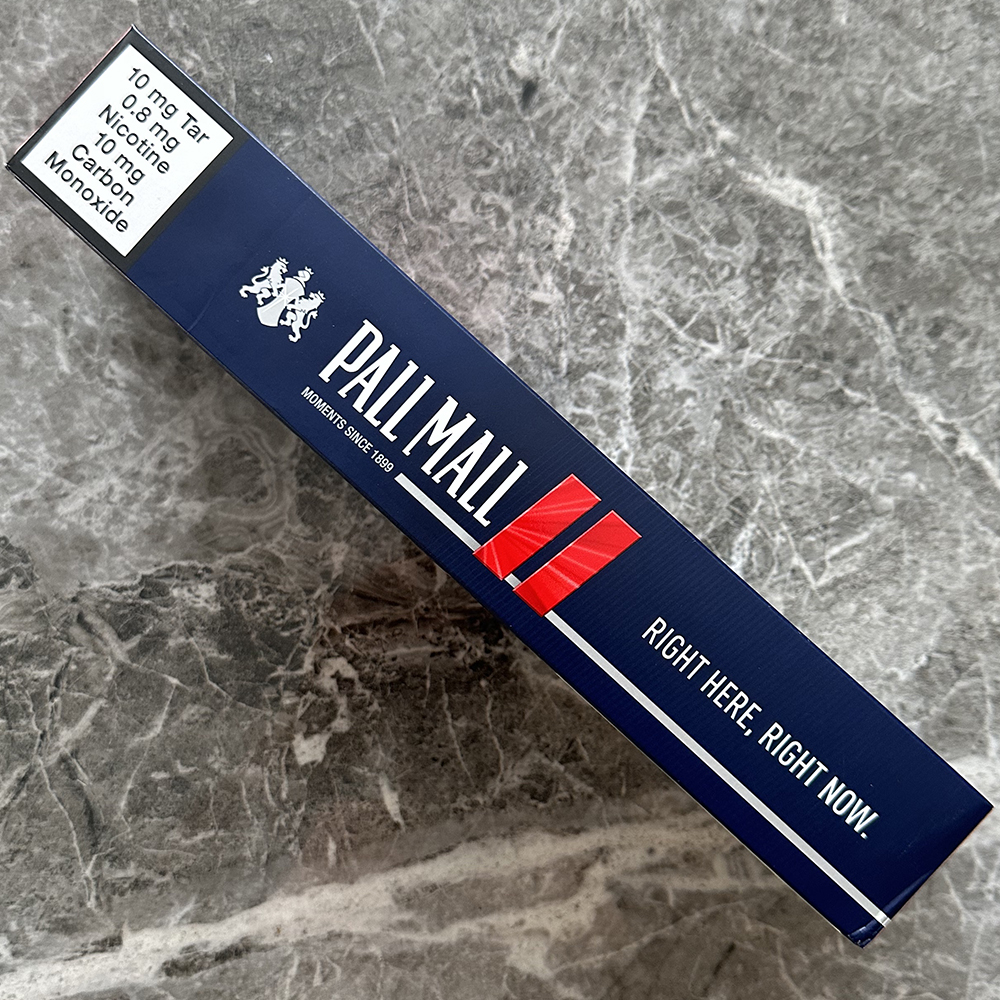 10 mg Tar
0.8 mg
Nicotine
10 mg
Carbon
Monoxide
PALL MALL
MOMENTS SINCE 1899
RIGHT HERE, RIGHT NOW.